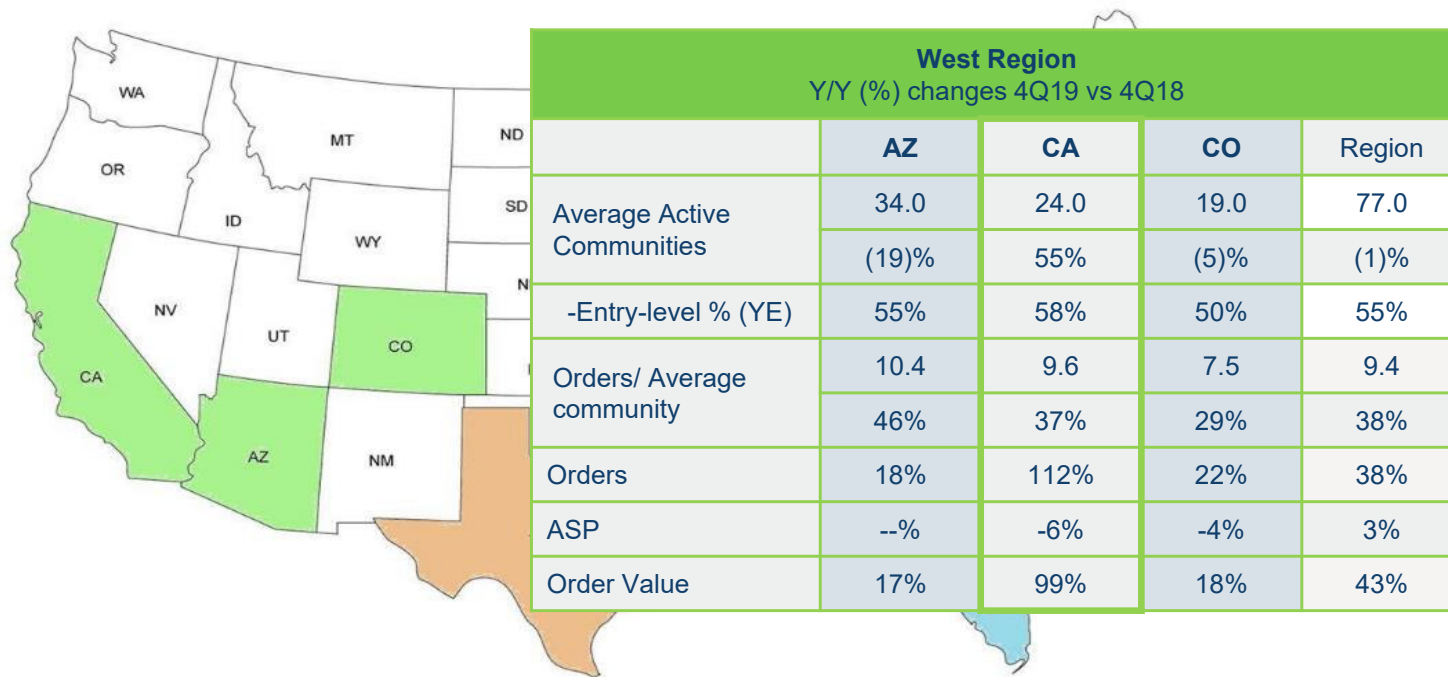 WA
OR
MT
ND
ID
SD
WY
NV
UT
CO
CA
AZ
NM
N
West Region
Y/Y (%) changes 4Q19 vs 4Q18
AZ CA CO Region
Average Active
Communities
34.0 24.0 19.0 77.0
(19)% 55% (5)% (1)%
-Entry-level % (YE) 55% 58% 50% 55%
Orders/ Average
community
10.4 9.6 7.5 9.4
46% 37% 29% 38%
Orders 18% 112% 22% 38%
ASP --% -6% -4% 3%
Order Value 17% 99% 18% 43%